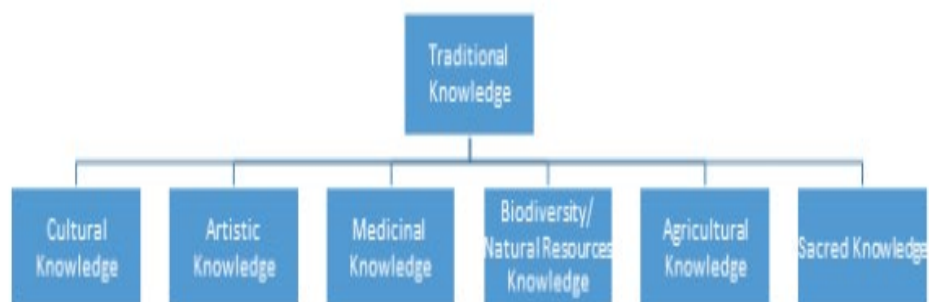 Traditional
Knowledge
Cultural
Knowledge
Artistic
Knowledge
Medicinal
Knowledge
Biodiversity/
Natural Resources
Knowledge
Agricultural
Knowledge
Sacred Knowledge